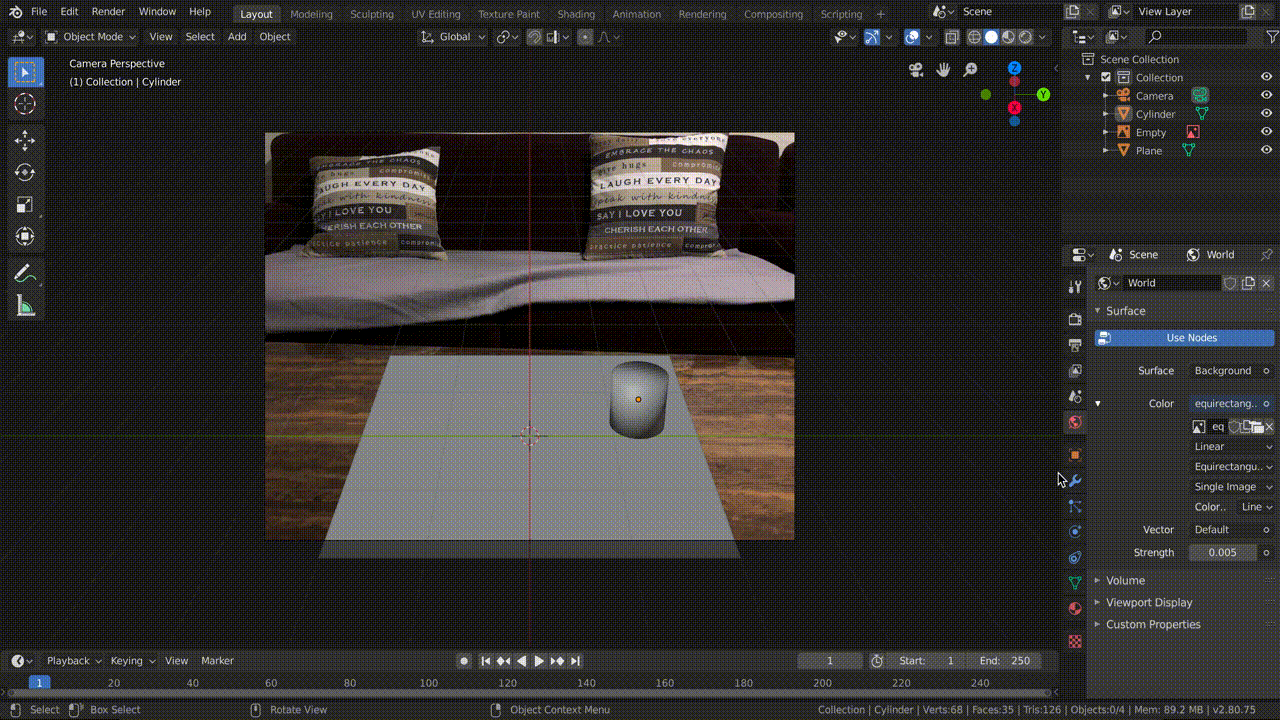 File Edit Render Window Help Layout Modeling Sculpting UV Editing Texture Paint Shading Animation Rendering Compositing Scripting + Scene View Layer
Object Mode View Select Add Object Global
Camera Perspective
(1) Collection | Cylinder
Z
Y
X
Scene Collection
Collection
Camera
Cylinder
Empty
Plane
EMBRACE THE CHAOS
hugs compromise
LAUGH EVERY DAY
speak with kindness
SAY I LOVE YOU
CHERISH EACH OTHER
practice patience compromise
EMBRACE THE CHAOS
give hugs compromise
LAUGH EVERY DAY
speak with kindness
SAY I LOVE YOU
CHERISH EACH OTHER
practice patience compromise
Scene World
World
Surface
Use Nodes
Surface Background
Color equirectang..
eq
Linear
Equirectangu..
Single Image
Color.. Line
Vector Default
Strength 0.005
Volume
Viewport Display
Custom Properties
Playback Keying View Marker 1 Start: 1 End: 250
1 20 40 60 80 100 120 140 160 180 200 220 240
Select Box Select Rotate View Object Context Menu Collection | Cylinder | Verts:68 | Faces:35 | Tris:126 | Objects:0/4 | Mem: 89.2 MB | v2.80.75